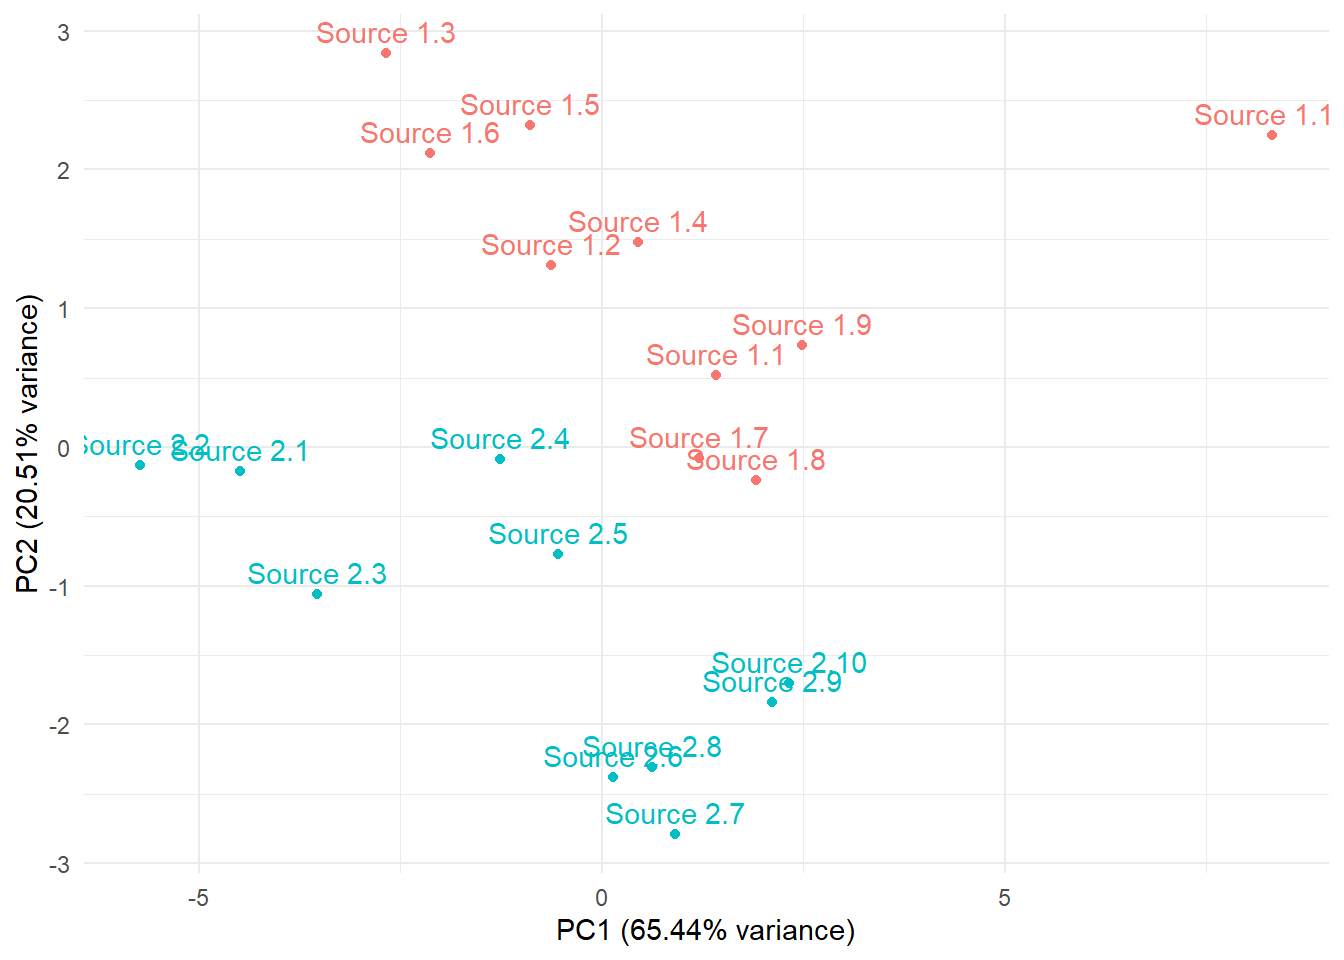 3
Source 1.3
Source 1.5
Source 1.1
Source 1.6
2
Source 1.4
Source 1.2
1
Source 1.9
Source 1.1
0
Source 2.2
Source 2.1
Source 2.4
Source 1.7
Source 1.8
Source 2.5
-1
Source 2.3
Source 2.10
Source 2.9
-2
Source 2.8
Source 2.6
Source 2.7
-3
-5
0
5
PC1 (65.44% variance)
PC2 (20.51% variance)